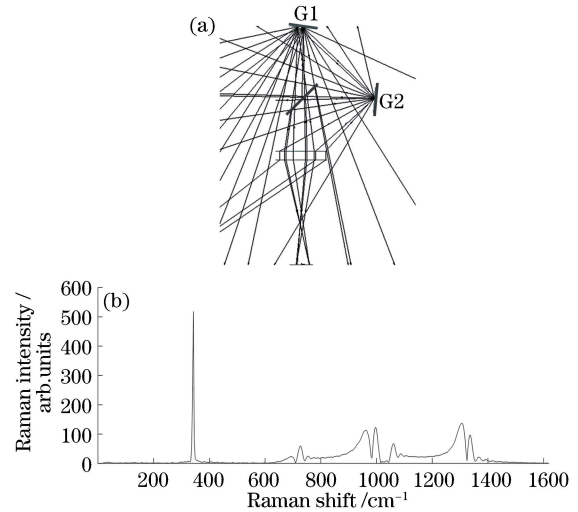 (a)
G1
G2
(b)
Raman intensity /
arb.units
600
500
400
300
200
100
0
200 400 600 800 1000 1200 1400 1600
Raman shift /cm⁻¹